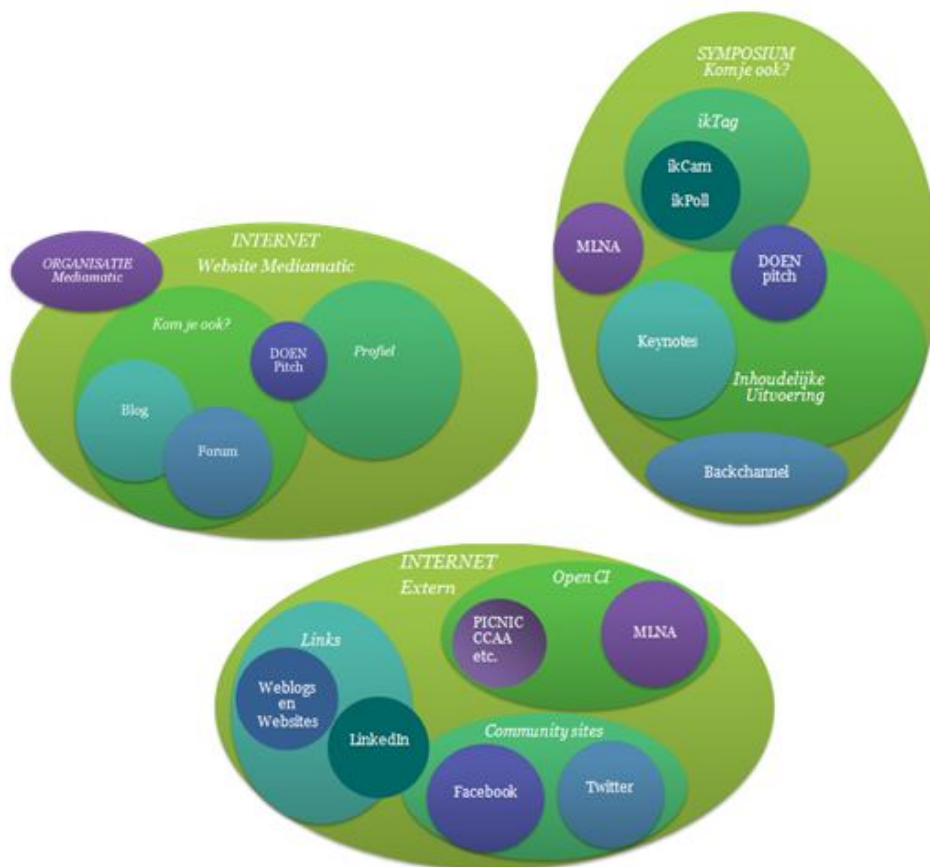 SYMPOSIUM
Kom je ook?
ikTag
ikCam
ikPoll
MLNA
DOEN
pitch
Keynotes
Inhoudelijke
Uitvoering
Backchannel
INTERNET
Website Mediamatic
ORGANISATIE
Mediamatic
Kom je ook?
DOEN
Pitch
Profiel
Blog
Forum
INTERNET
Extern
Open CI
PICNIC
CCAA
etc.
MLNA
Links
Weblogs
en
Websites
LinkedIn
Community sites
Facebook
Twitter